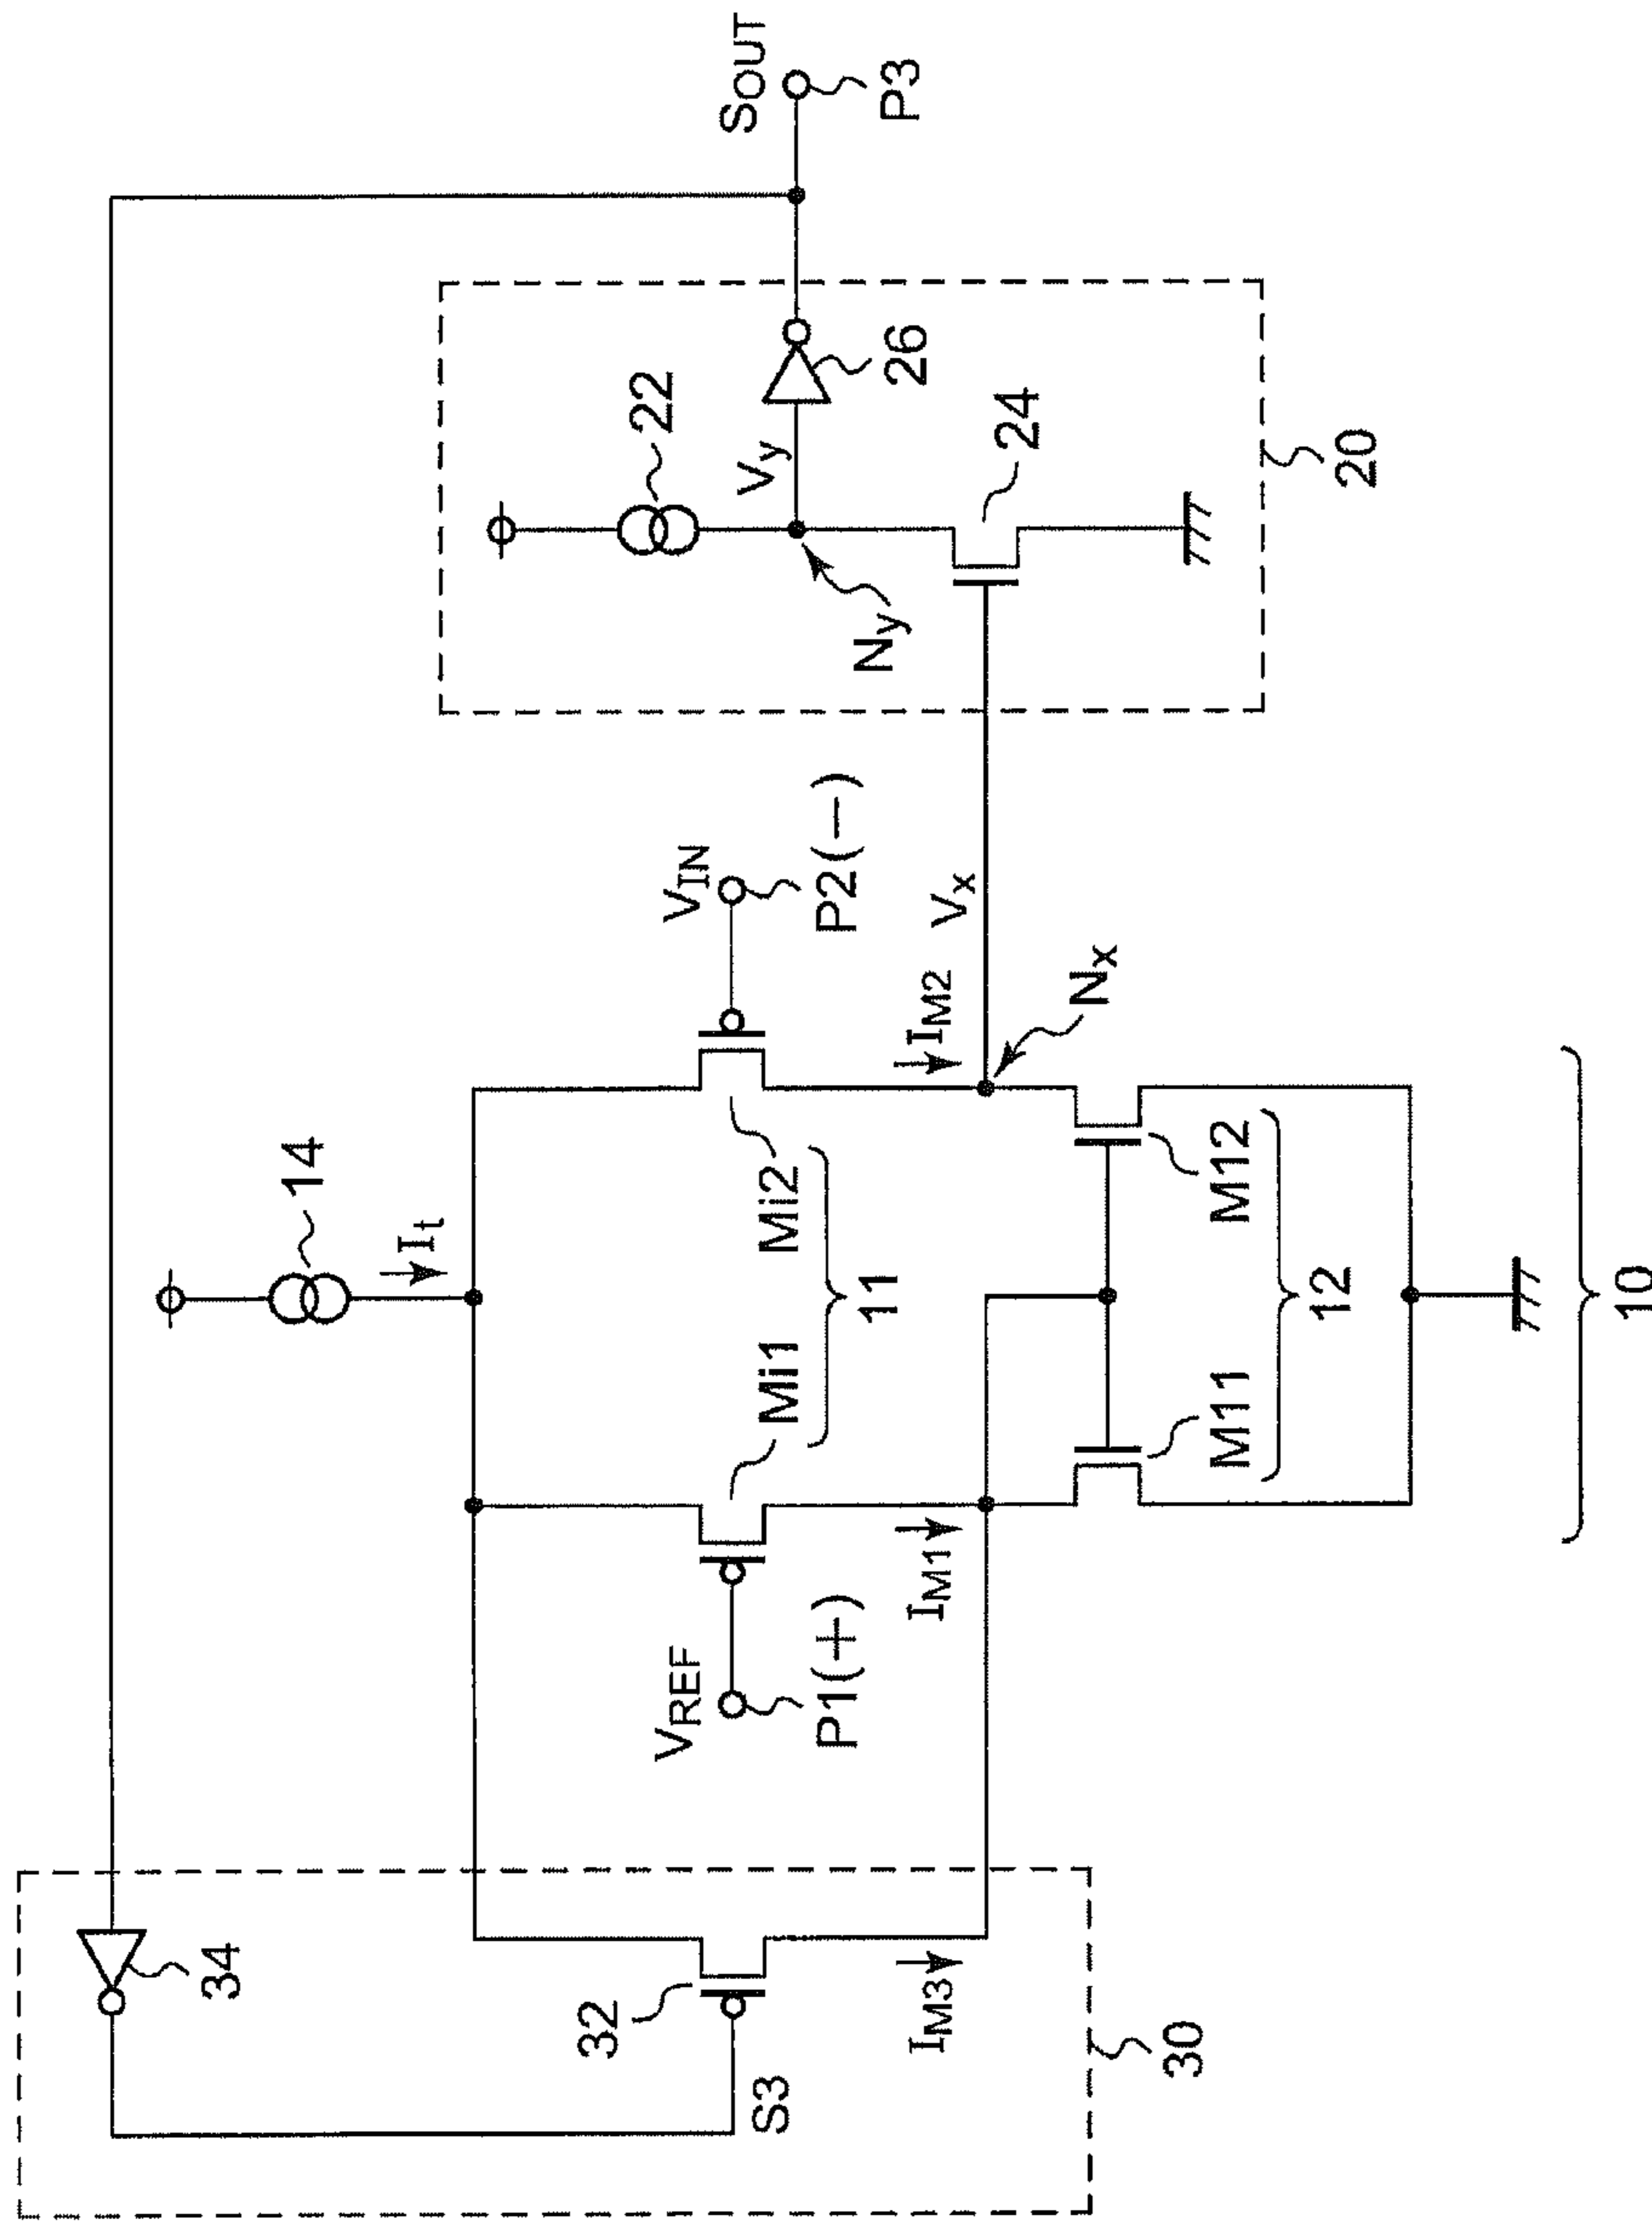 SOUT
P3
22
Vy
26
Ny
24
20
VIN
P2(−)
14
It
Mi2
Mi1
11
IM2
Vx
Nx
VREF
P1(+)
IM1
M12
M11
12
10
34
32
S3
IM3
30